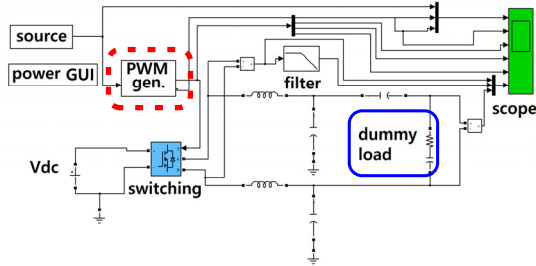 source
power GUI
PWM
gen.
filter
scope
dummy
load
Vdc
switching